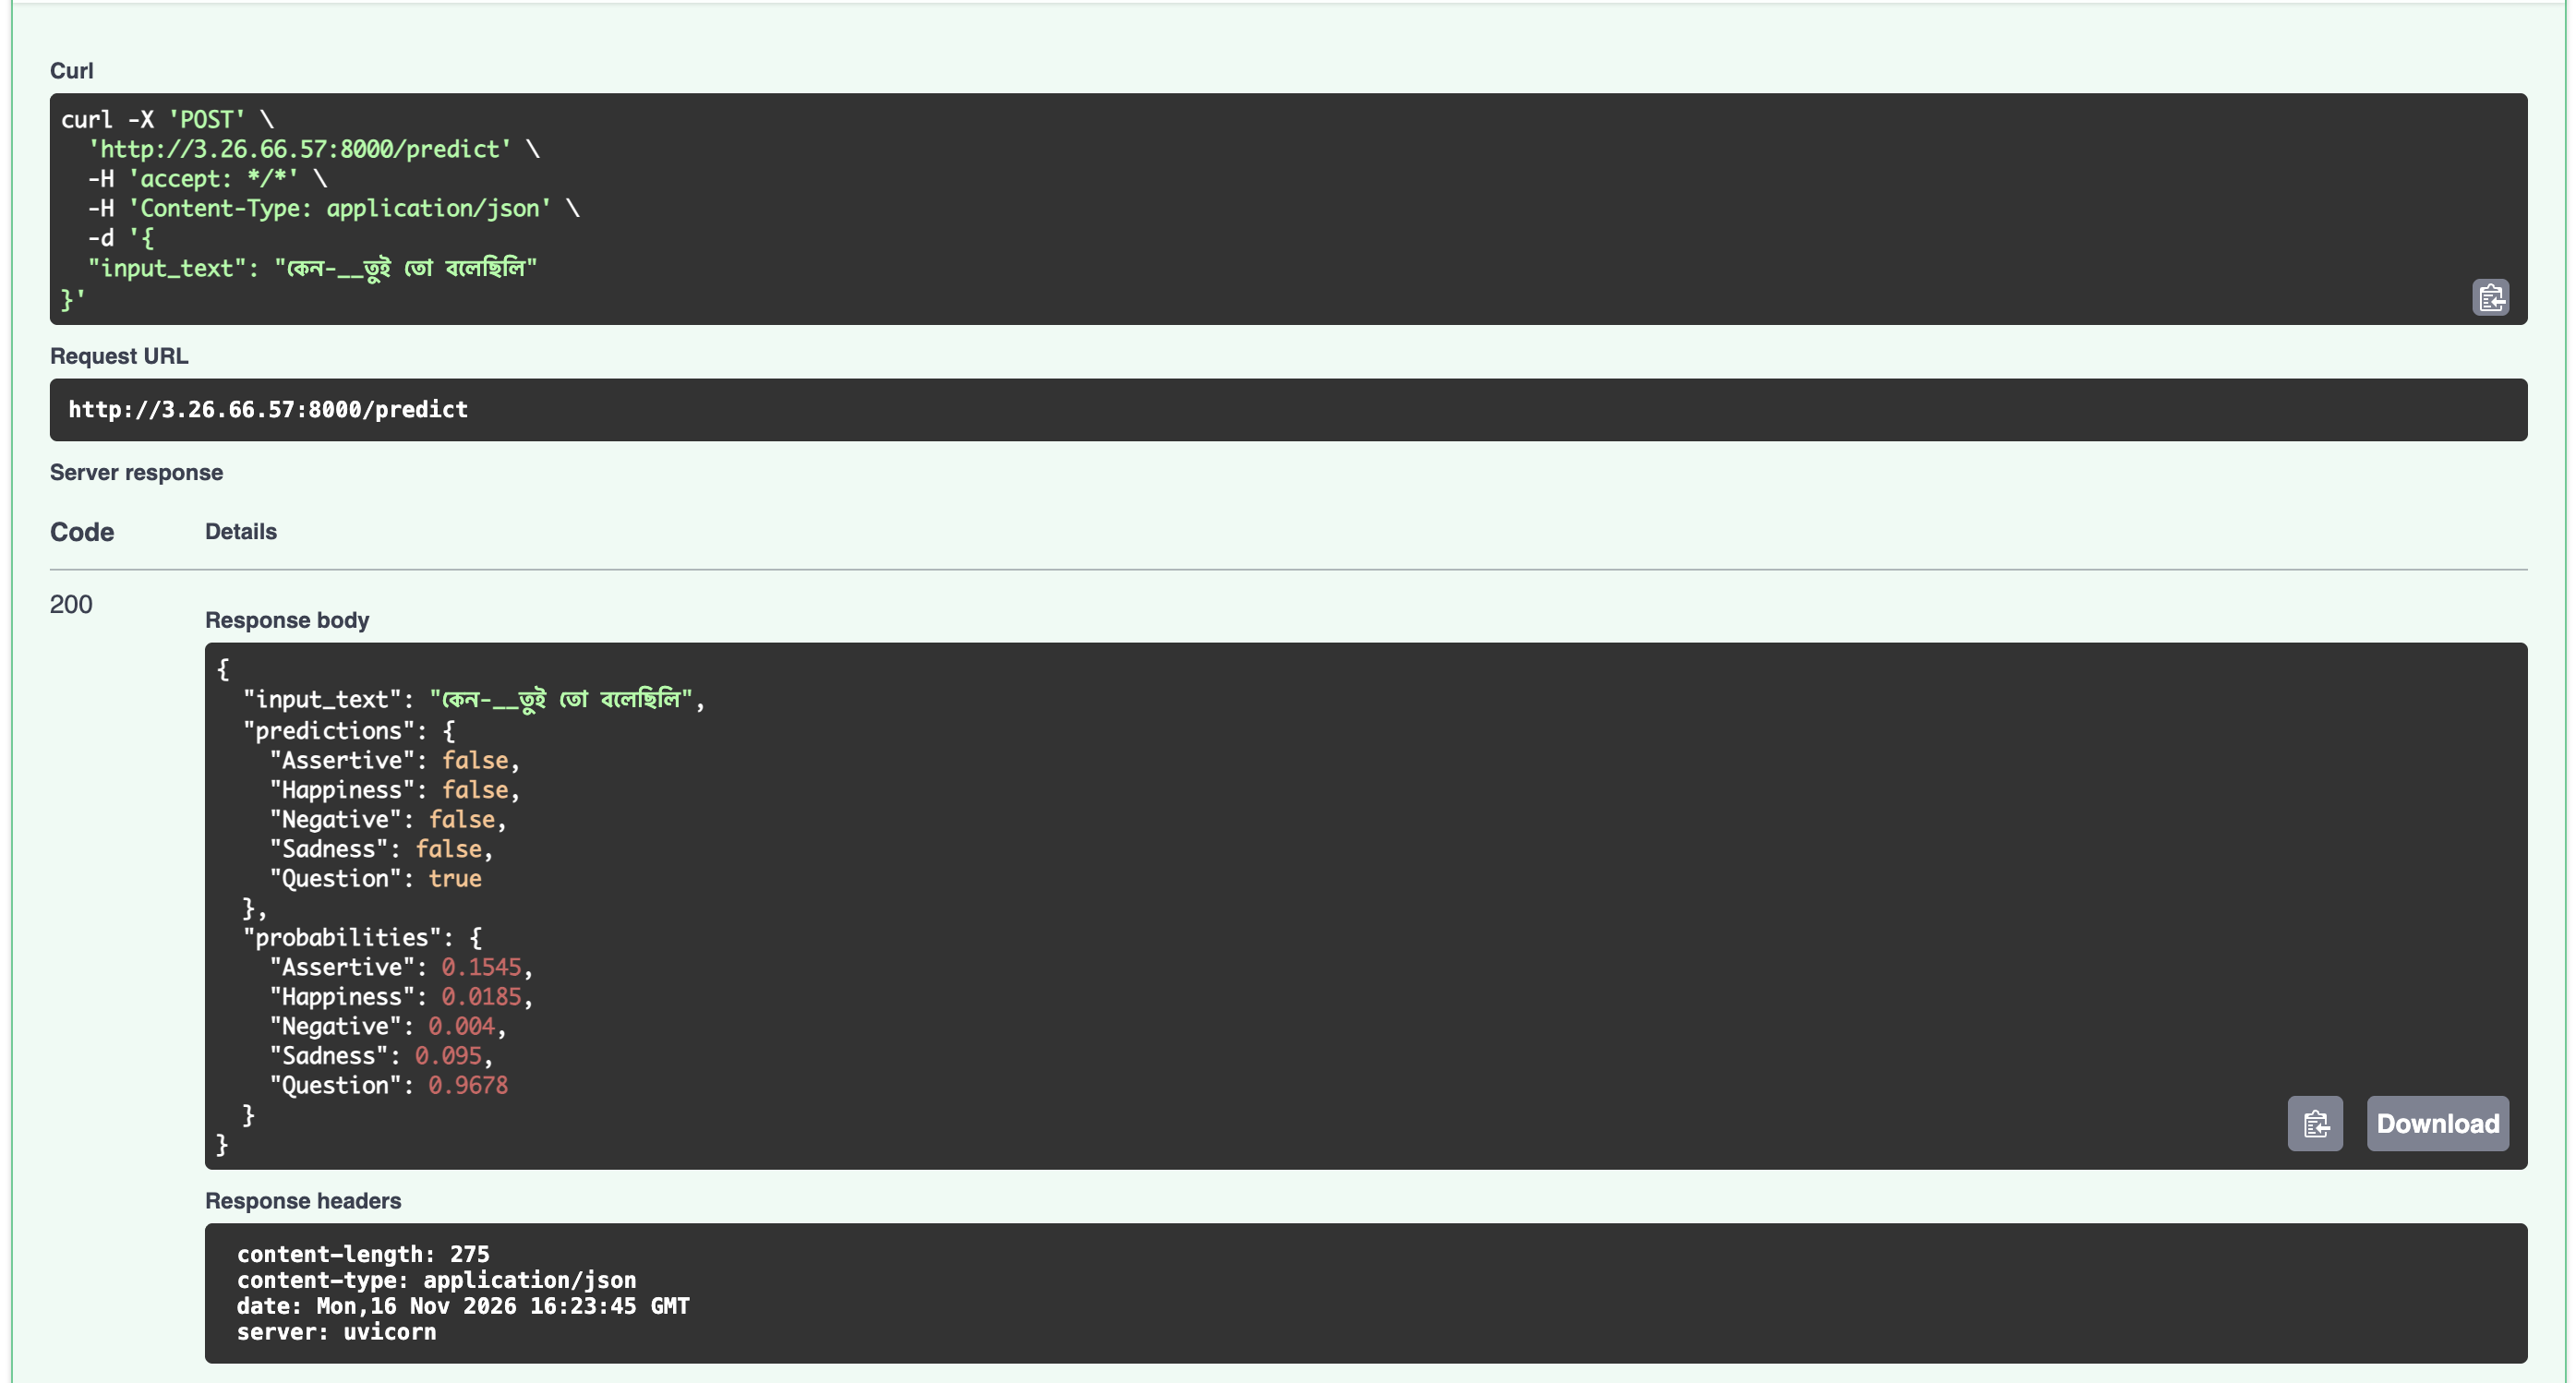 Curl
curl -X 'POST' \
  'http://3.26.66.57:8000/predict' \
  -H 'accept: */*' \
  -H 'Content-Type: application/json' \
  -d '{
  "input_text": "কেন-__তুই তো বলেছিলি"
}'
Request URL
http://3.26.66.57:8000/predict
Server response
Code Details
200
Response body
{
  "input_text": "কেন-__তুই তো বলেছিলি",
  "predictions": {
    "Assertive": false,
    "Happiness": false,
    "Negative": false,
    "Sadness": false,
    "Question": true
  },
  "probabilities": {
    "Assertive": 0.1545,
    "Happiness": 0.0185,
    "Negative": 0.004,
    "Sadness": 0.095,
    "Question": 0.9678
  }
}
Download
Response headers
content-length: 275
content-type: application/json
date: Mon,16 Nov 2026 16:23:45 GMT
server: uvicorn